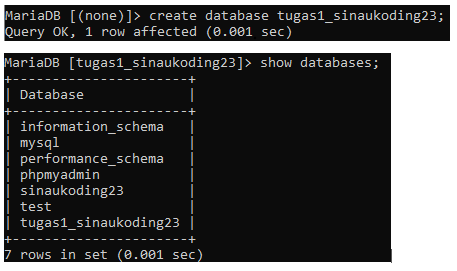 MariaDB [(none)]> create database tugas1_sinaukoding23;
Query OK, 1 row affected (0.001 sec)
MariaDB [tugas1_sinaukoding23]> show databases;
+----------------------+
| Database             |
+----------------------+
| information_schema   |
| mysql                |
| performance_schema   |
| phpmyadmin           |
| sinaukoding23        |
| test                 |
| tugas1_sinaukoding23 |
+----------------------+
7 rows in set (0.001 sec)